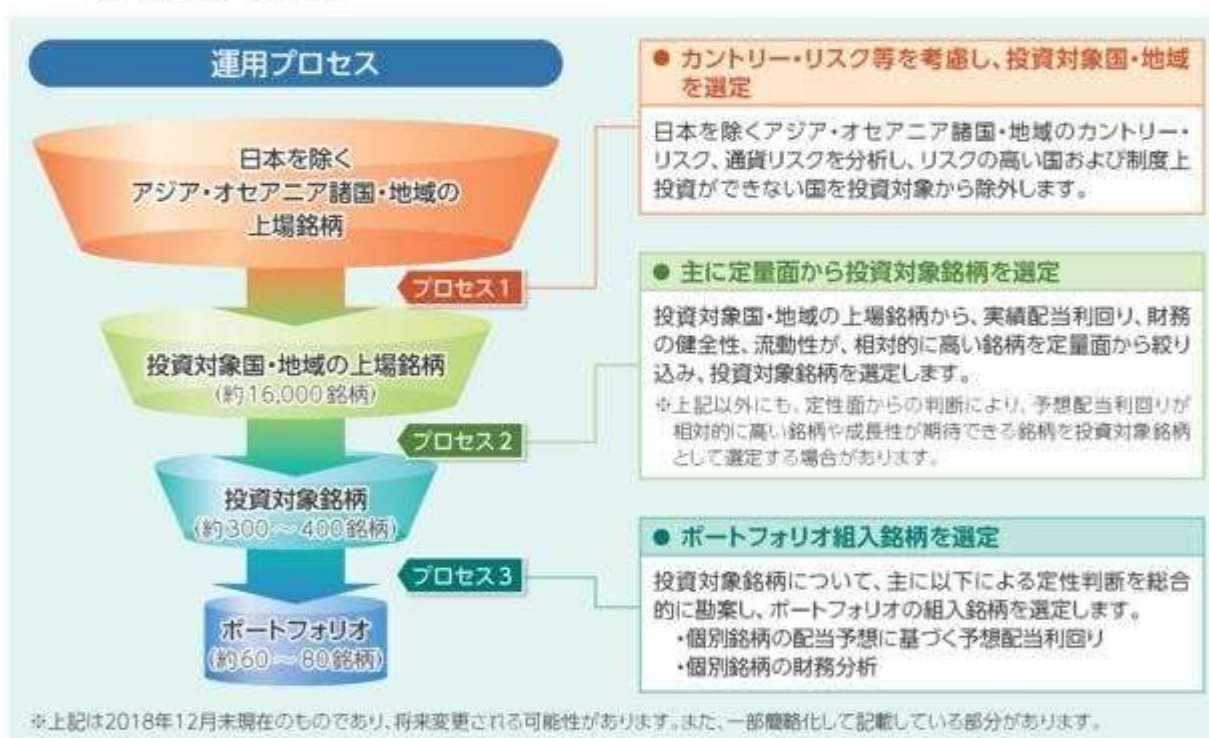 運用プロセス
日本を除く
アジア・オセアニア諸国・地域の
上場銘柄
プロセス1
投資対象国・地域の上場銘柄
(約16,000銘柄)
プロセス2
投資対象銘柄
(約300～400銘柄)
プロセス3
ポートフォリオ
(約60～80銘柄)
● カントリー・リスク等を考慮し、投資対象国・地域
を選定
日本を除くアジア・オセアニア諸国・地域のカントリー・
リスク、通貨リスクを分析し、リスクの高い国および制度上
投資ができない国を投資対象から除外します。
● 主に定量面から投資対象銘柄を選定
投資対象国・地域の上場銘柄から、実績配当利回り、財務
の健全性、流動性が、相対的に高い銘柄を定量面から絞り
込み、投資対象銘柄を選定します。
※上記以外にも、定性面からの判断により、予想配当利回りが
相対的に高い銘柄や成長性が期待できる銘柄を投資対象銘柄
として選定する場合があります。
● ポートフォリオ組入銘柄を選定
投資対象銘柄について、主に以下による定性判断を総合
的に勘案し、ポートフォリオの組入銘柄を選定します。
・個別銘柄の配当予想に基づく予想配当利回り
・個別銘柄の財務分析
※上記は2018年12月末現在のものであり、将来変更される可能性があります。また、一部簡略化して記載している部分があります。